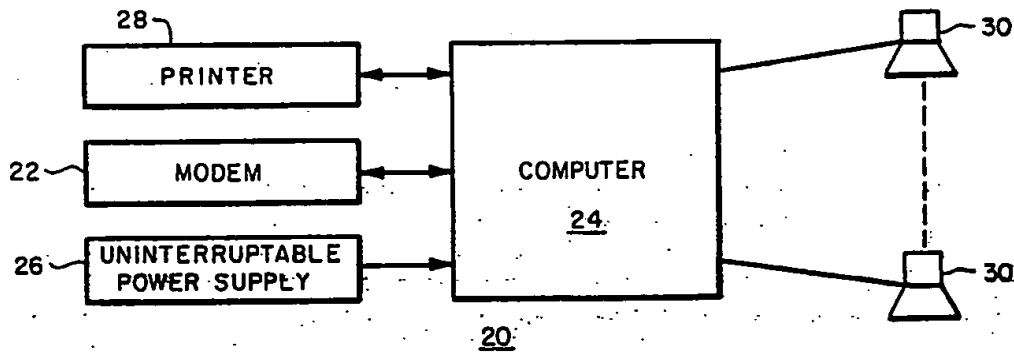 28
PRINTER
30
22
MODEM
COMPUTER
24
26
UNINTERRUPTABLE
POWER SUPPLY
30
20